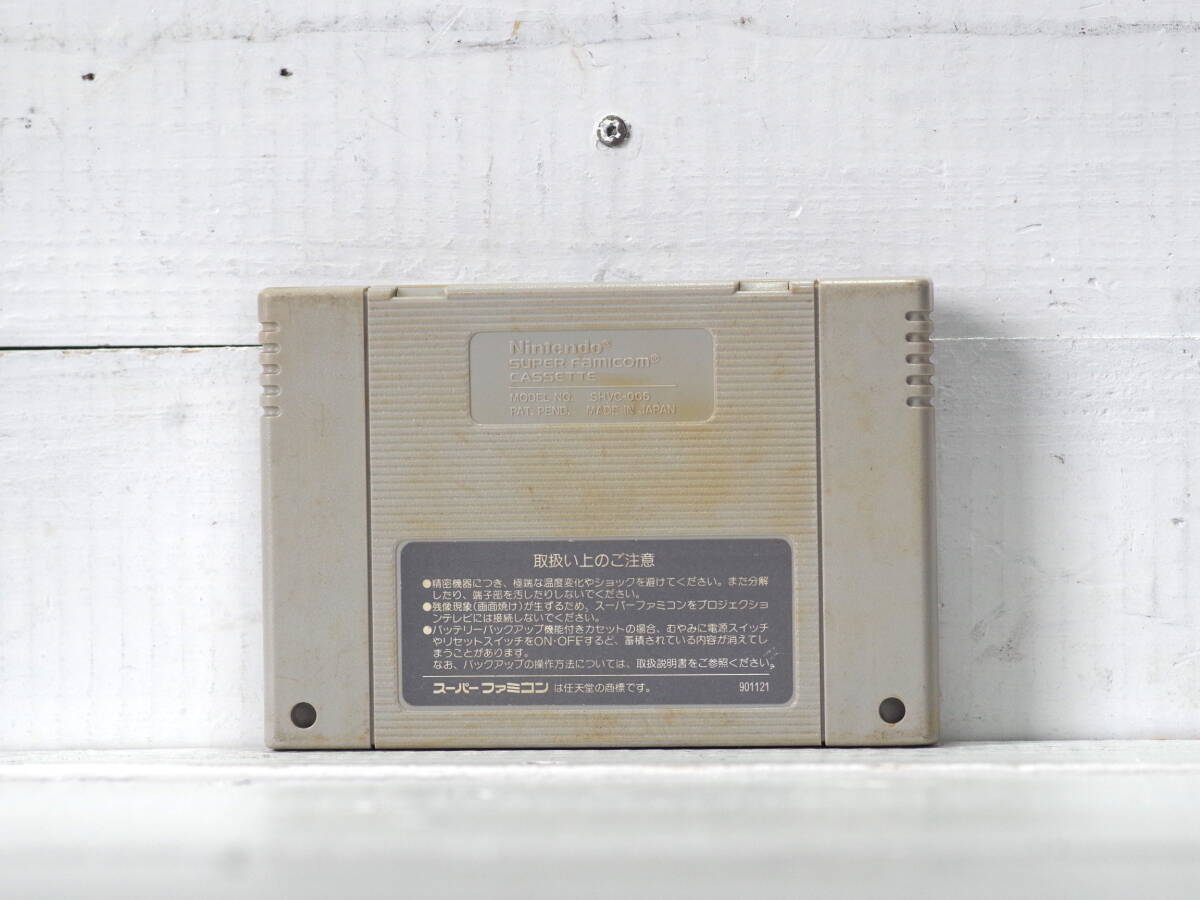 Nintendo®
SUPER FAMICOM®
CASSETTE
MODEL NO. SHVC-006
PAT. PEND. MADE IN JAPAN
取扱い上のご注意
●精密機器につき、極端な温度変化やショックを避けてください。また分解
したり、端子部を汚したりしないでください。
●残像現象(画面焼け)が生ずるため、スーパーファミコンをプロジェクショ
ンテレビには接続しないでください。
●バッテリーバックアップ機能付きカセットの場合、むやみに電源スイッチ
やリセットスイッチをON・OFFすると、蓄積されている内容が消えてし
まうことがあります。
なお、バックアップの操作方法については、取扱説明書をご参照ください。
スーパーファミコン は任天堂の商標です。 901121